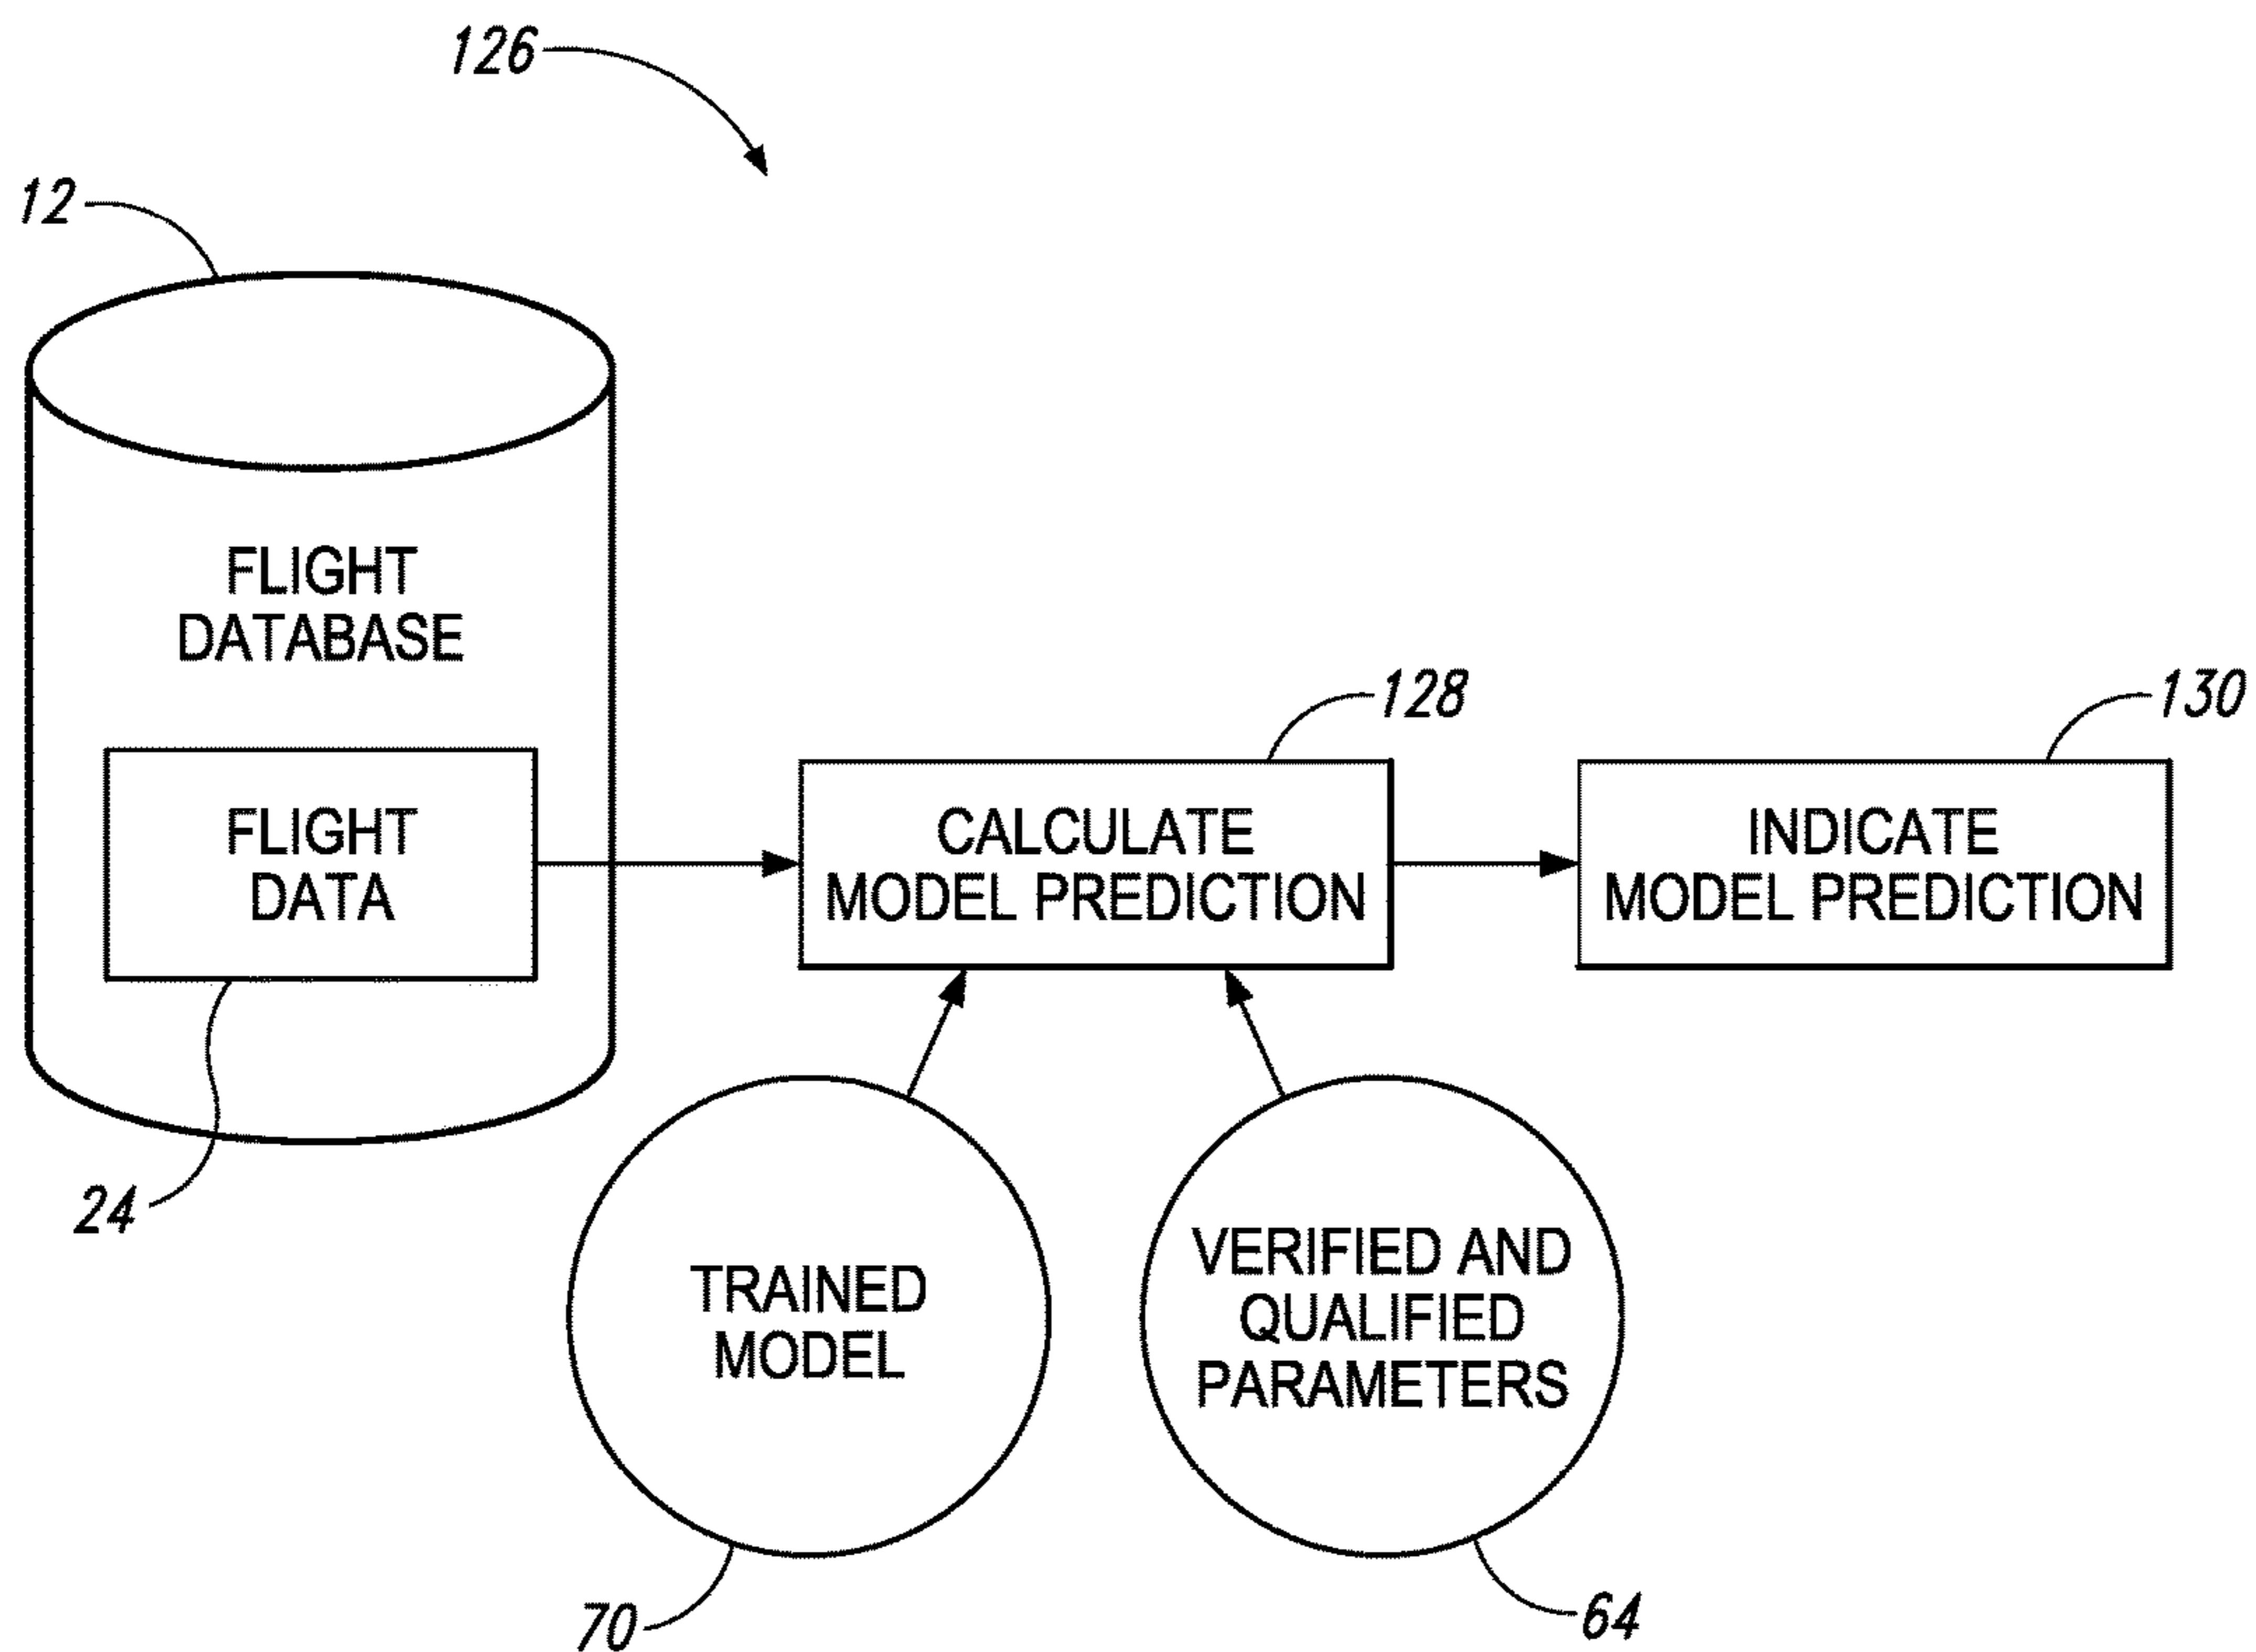 126
12
FLIGHT
DATABASE
128
130
FLIGHT
DATA
CALCULATE
MODEL PREDICTION
INDICATE
MODEL PREDICTION
24
TRAINED
MODEL
VERIFIED AND
QUALIFIED
PARAMETERS
70
64